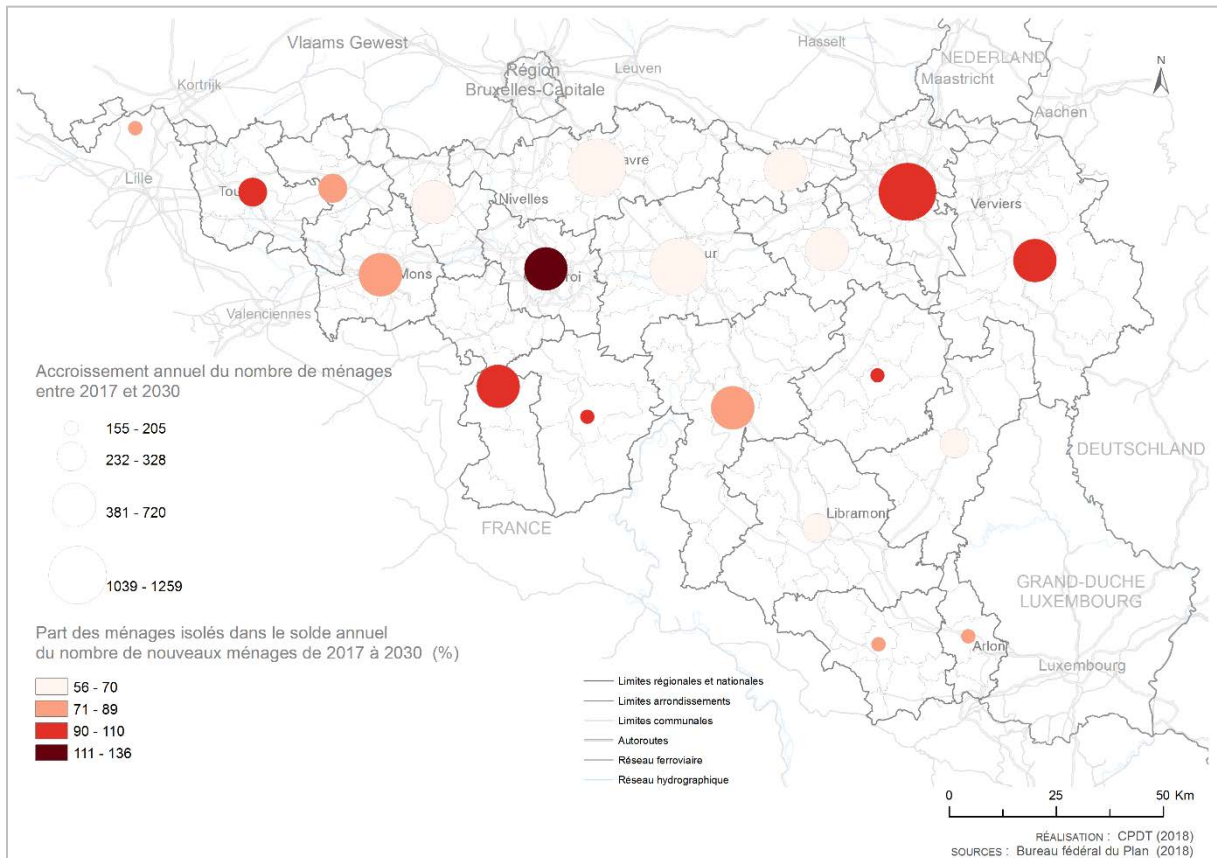 Vlaams Gewest
Hasselt
NEDERLAND
Maastricht
Kortrijk
Région
Bruxelles-Capitale
Leuven
N
Aachen
Lille
Tou
avre
Nivelles
Verviers
Mons
roi
ur
Valenciennes
Accroissement annuel du nombre de ménages
entre 2017 et 2030
155 - 205
232 - 328
381 - 720
1039 - 1259
DEUTSCHLAND
FRANCE
Libramont
GRAND-DUCHE
LUXEMBOURG
Arlon
Luxembourg
Part des ménages isolés dans le solde annuel
du nombre de nouveaux ménages de 2017 à 2030 (%)
56 - 70
71 - 89
90 - 110
111 - 136
Limites régionales et nationales
Limites arrondissements
Limites communales
Autoroutes
Réseau ferroviaire
Réseau hydrographique
0 25 50 Km
RÉALISATION : CPDT (2018)
SOURCES : Bureau fédéral du Plan (2018)